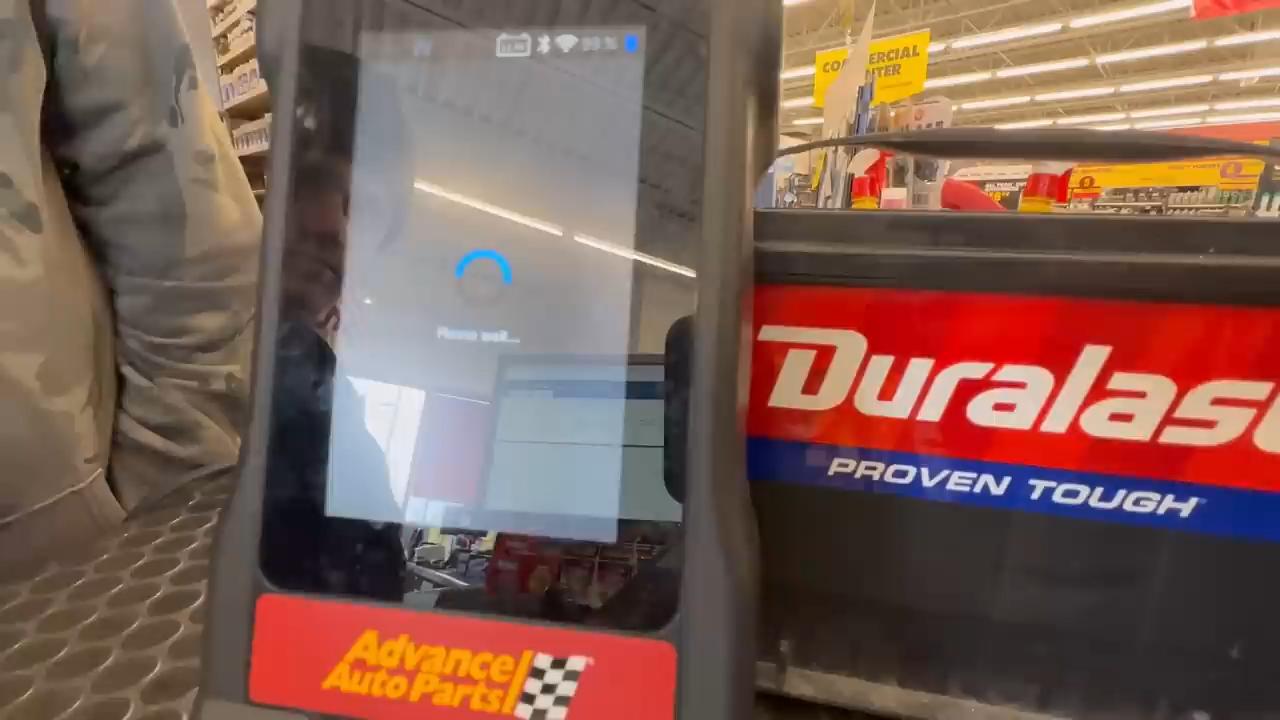 COMMERCIAL
CENTER
Please wait...
Duralast
PROVEN TOUGH
Advance
Auto Parts